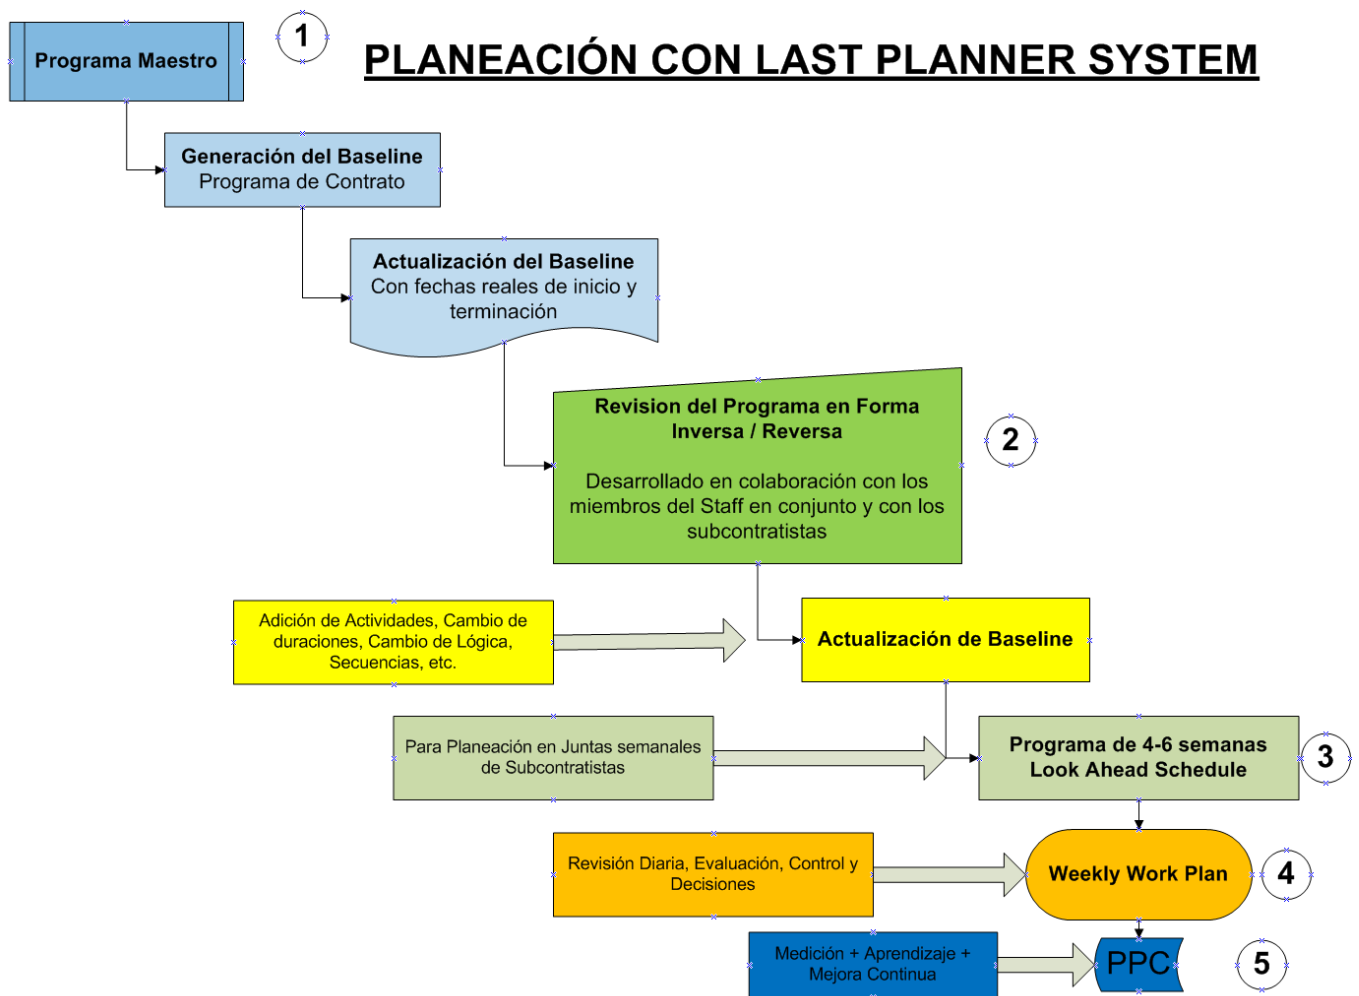 1
PLANEACIÓN CON LAST PLANNER SYSTEM
Programa Maestro
Generación del Baseline
Programa de Contrato
Actualización del Baseline
Con fechas reales de inicio y
terminación
Revision del Programa en Forma
Inversa / Reversa
Desarrollado en colaboración con los
miembros del Staff en conjunto y con los
subcontratistas
2
Adición de Actividades, Cambio de
duraciones, Cambio de Lógica,
Secuencias, etc.
Actualización de Baseline
Para Planeación en Juntas semanales
de Subcontratistas
Programa de 4-6 semanas
Look Ahead Schedule
3
Revisión Diaria, Evaluación, Control y
Decisiones
Weekly Work Plan
4
Medición + Aprendizaje +
Mejora Continua
PPC
5